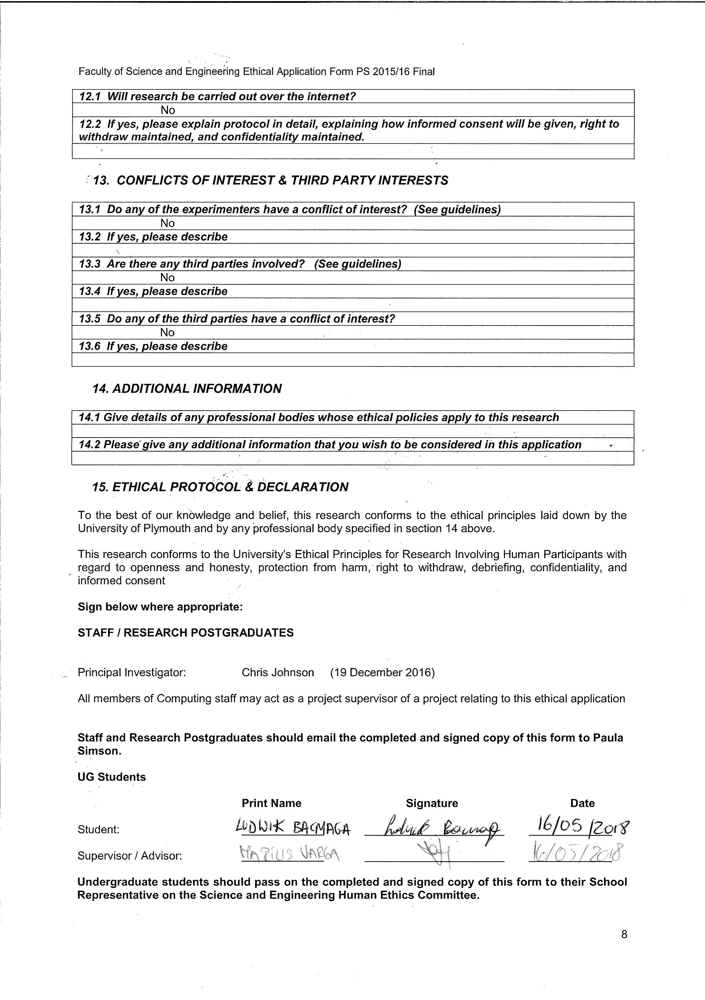 Faculty of Science and Engineering Ethical Application Form PS 2015/16 Final
12.1 Will research be carried out over the internet?
No
12.2 If yes, please explain protocol in detail, explaining how informed consent will be given, right to
withdraw maintained, and confidentiality maintained.
13. CONFLICTS OF INTEREST & THIRD PARTY INTERESTS
13.1 Do any of the experimenters have a conflict of interest? (See guidelines)
No
13.2 If yes, please describe
13.3 Are there any third parties involved? (See guidelines)
No
13.4 If yes, please describe
13.5 Do any of the third parties have a conflict of interest?
No
13.6 If yes, please describe
14. ADDITIONAL INFORMATION
14.1 Give details of any professional bodies whose ethical policies apply to this research
14.2 Please give any additional information that you wish to be considered in this application
15. ETHICAL PROTOCOL & DECLARATION
To the best of our knowledge and belief, this research conforms to the ethical principles laid down by the
University of Plymouth and by any professional body specified in section 14 above.
This research conforms to the University's Ethical Principles for Research Involving Human Participants with
regard to openness and honesty, protection from harm, right to withdraw, debriefing, confidentiality, and
informed consent
Sign below where appropriate:
STAFF / RESEARCH POSTGRADUATES
Principal Investigator: Chris Johnson (19 December 2016)
All members of Computing staff may act as a project supervisor of a project relating to this ethical application
Staff and Research Postgraduates should email the completed and signed copy of this form to Paula
Simson.
UG Students
Print Name Signature Date
Student: LUDWIK BACMAGA Ludwik Bacmaga 16/05/2018
Supervisor / Advisor: MARIUS VARGA 16/05/2018
Undergraduate students should pass on the completed and signed copy of this form to their School
Representative on the Science and Engineering Human Ethics Committee.
8